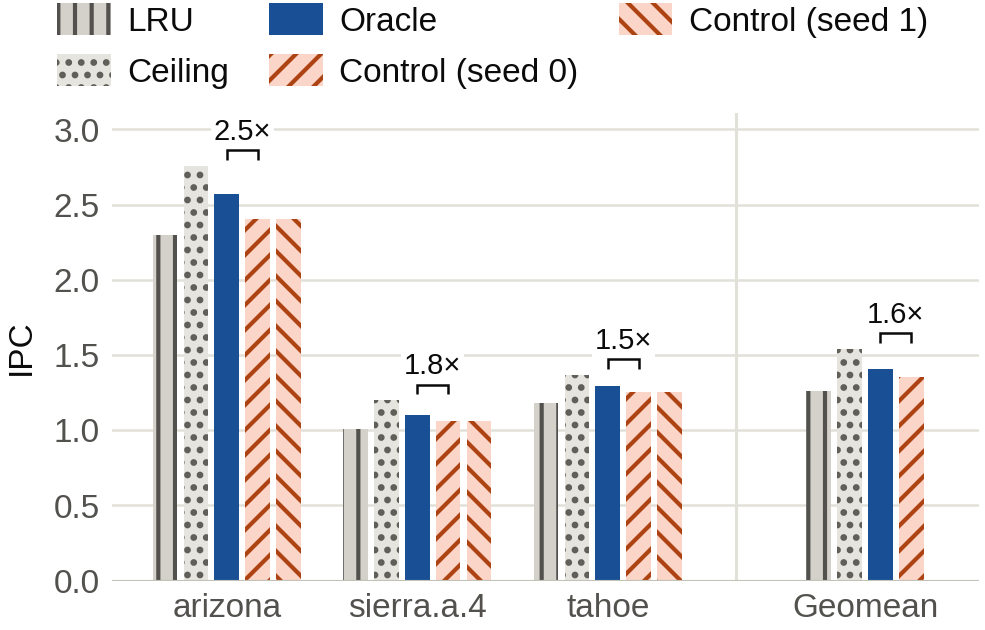 LRU
Oracle
Control (seed 1)
Ceiling
Control (seed 0)
IPC
3.0
2.5
2.0
1.5
1.0
0.5
0.0
2.5×
1.8×
1.5×
1.6×
arizona
sierra.a.4
tahoe
Geomean